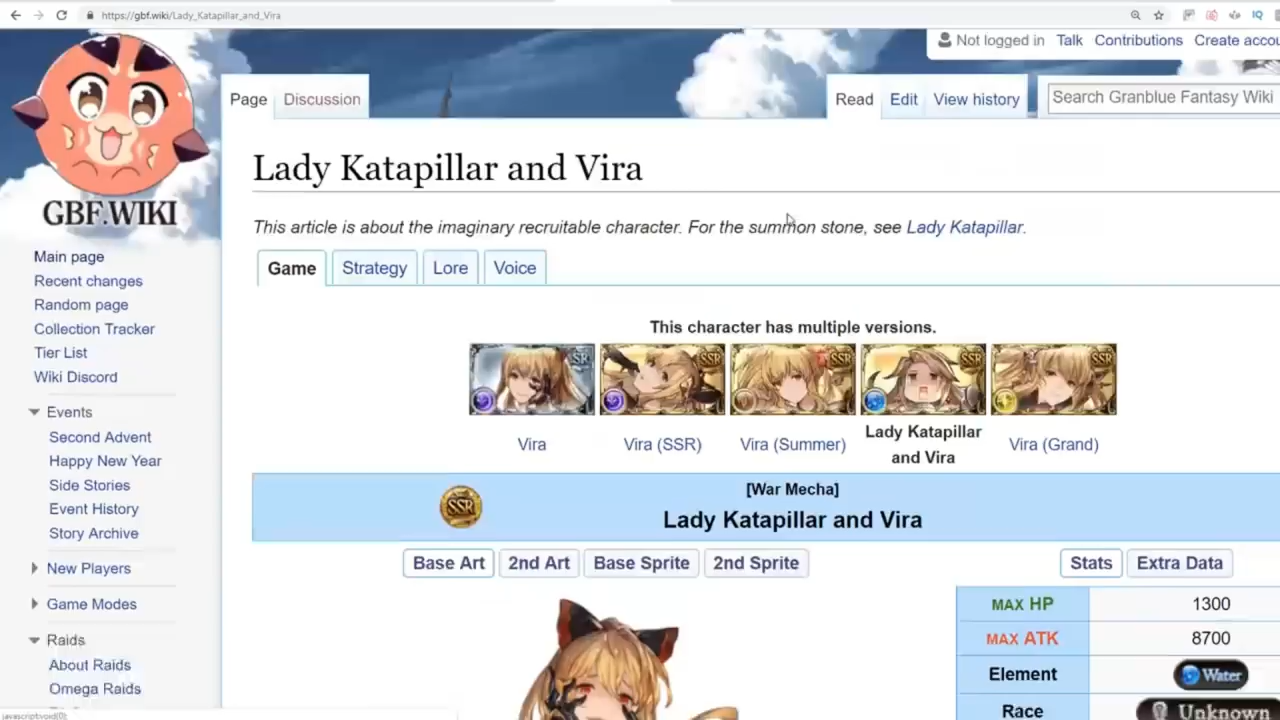 https://gbf.wiki/Lady_Katapillar_and_Vira
Not logged in Talk Contributions Create accou
Page Discussion Read Edit View history Search Granblue Fantasy Wiki
GBF.WIKI
Lady Katapillar and Vira
This article is about the imaginary recruitable character. For the summon stone, see Lady Katapillar.
Game Strategy Lore Voice
Main page
Recent changes
Random page
Collection Tracker
Tier List
Wiki Discord
Events
Second Advent
Happy New Year
Side Stories
Event History
Story Archive
New Players
Game Modes
Raids
About Raids
Omega Raids
This character has multiple versions.
SR SSR SSR SSR SSR
Vira Vira (SSR) Vira (Summer) Lady Katapillar and Vira Vira (Grand)
[War Mecha]
SSR
Lady Katapillar and Vira
Base Art 2nd Art Base Sprite 2nd Sprite
Stats Extra Data
MAX HP 1300
MAX ATK 8700
Element Water
Race Unknown
javascript:void(0);